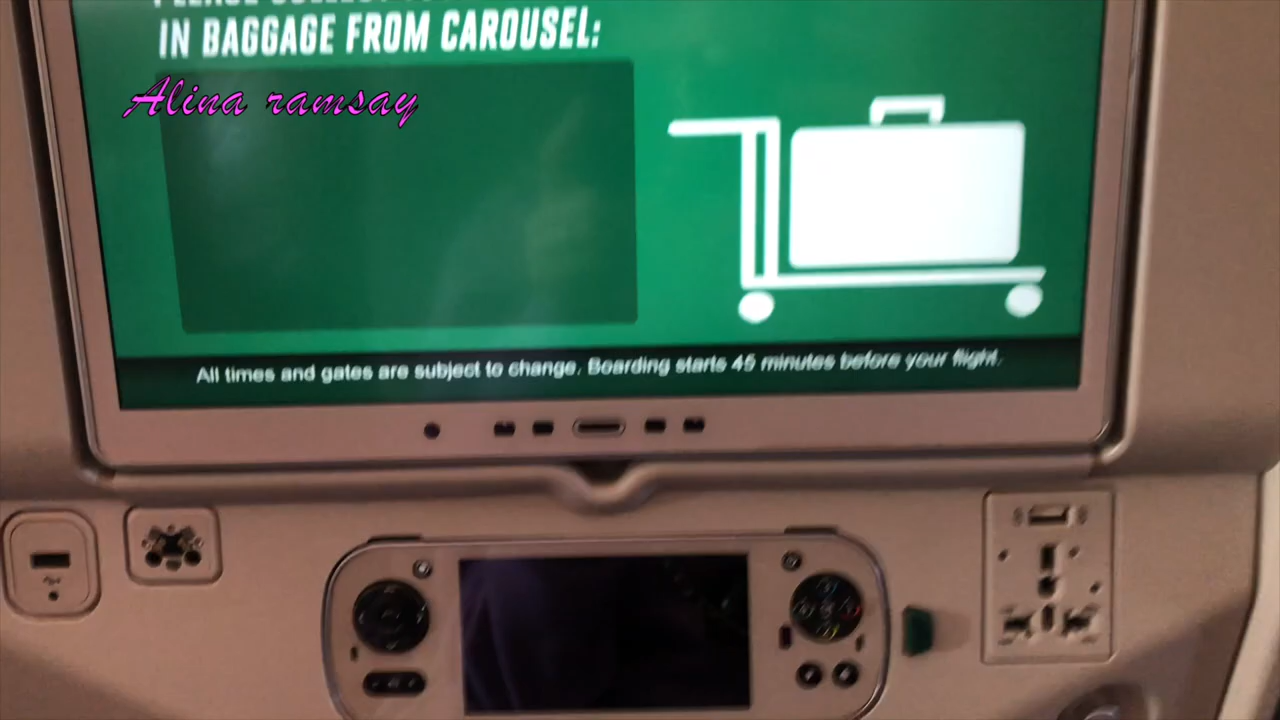 IN BAGGAGE FROM CAROUSEL:
Alina ramsay
All times and gates are subject to change. Boarding starts 45 minutes before your flight.